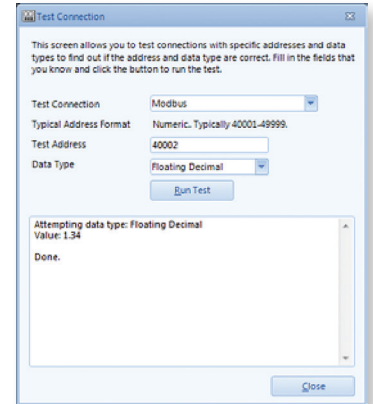 Test Connection
This screen allows you to test connections with specific addresses and data
types to find out if the address and data type are correct. Fill in the fields that
you know and click the button to run the test.
Test Connection Modbus
Typical Address Format Numeric. Typically 40001-49999.
Test Address 40002
Data Type Floating Decimal
Run Test
Attempting data type: Floating Decimal
Value: 1.34
Done.
Close